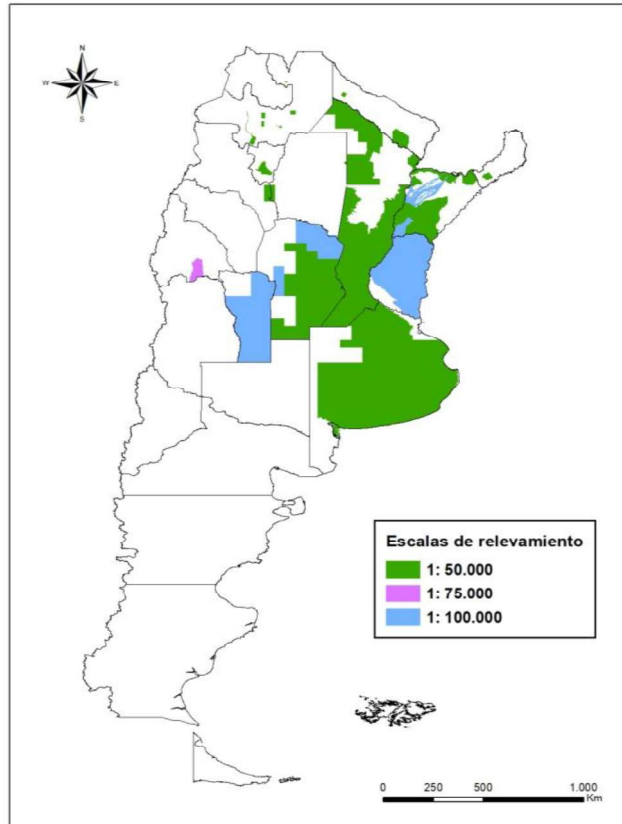 N
W E
S
Escalas de relevamiento
1: 50.000
1: 75.000
1: 100.000
0 250 500 1.000
Km